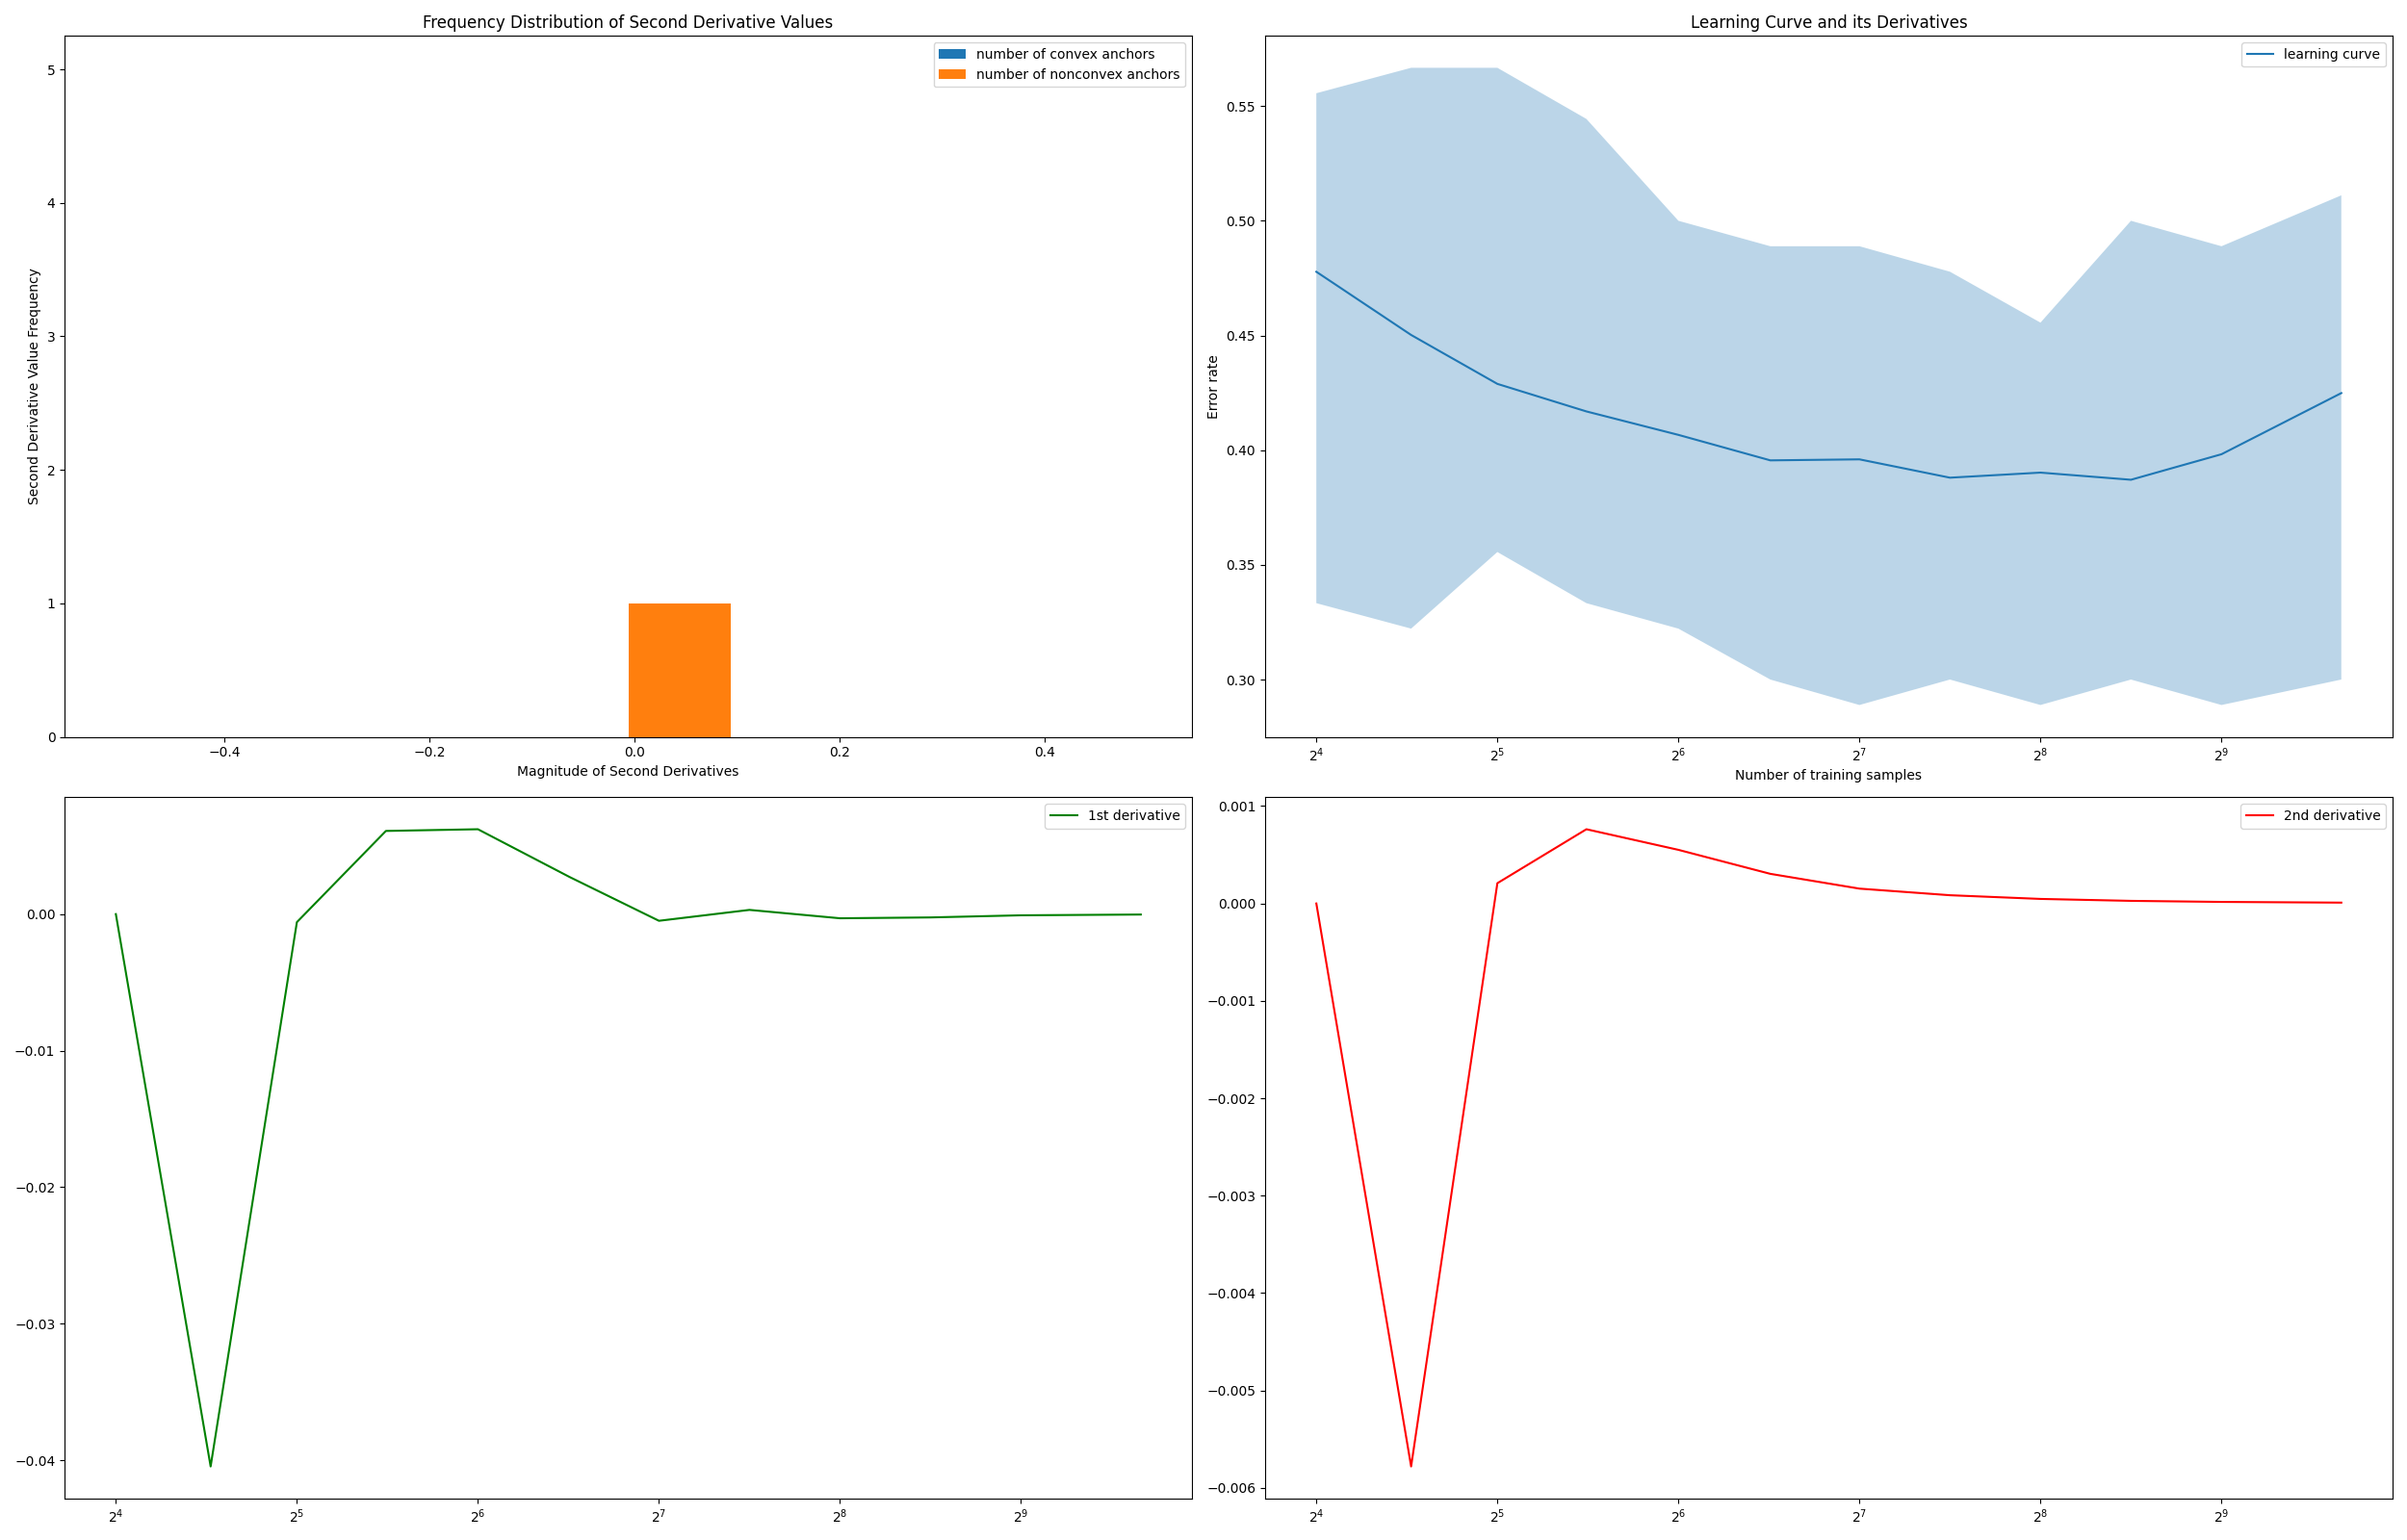 Frequency Distribution of Second Derivative Values
number of convex anchors
number of nonconvex anchors
5
4
3
2
1
0
Second Derivative Value Frequency
−0.4 −0.2 0.0 0.2 0.4
Magnitude of Second Derivatives
Learning Curve and its Derivatives
learning curve
0.55
0.50
0.45
0.40
0.35
0.30
Error rate
2⁴ 2⁵ 2⁶ 2⁷ 2⁸ 2⁹
Number of training samples
1st derivative
0.00
−0.01
−0.02
−0.03
−0.04
2⁴ 2⁵ 2⁶ 2⁷ 2⁸ 2⁹
2nd derivative
0.001
0.000
−0.001
−0.002
−0.003
−0.004
−0.005
−0.006
2⁴ 2⁵ 2⁶ 2⁷ 2⁸ 2⁹